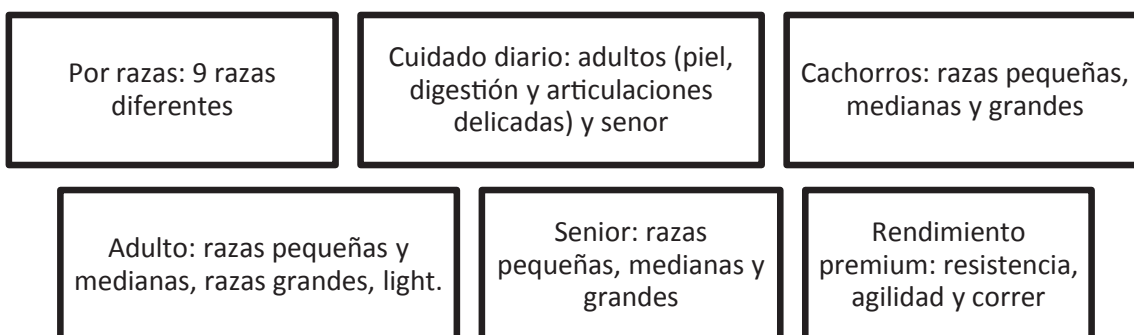 Por razas: 9 razas
diferentes
Cuidado diario: adultos (piel,
digestión y articulaciones
delicadas) y senor
Cachorros: razas pequeñas,
medianas y grandes
Adulto: razas pequeñas y
medianas, razas grandes, light.
Senior: razas
pequeñas, medianas y
grandes
Rendimiento
premium: resistencia,
agilidad y correr